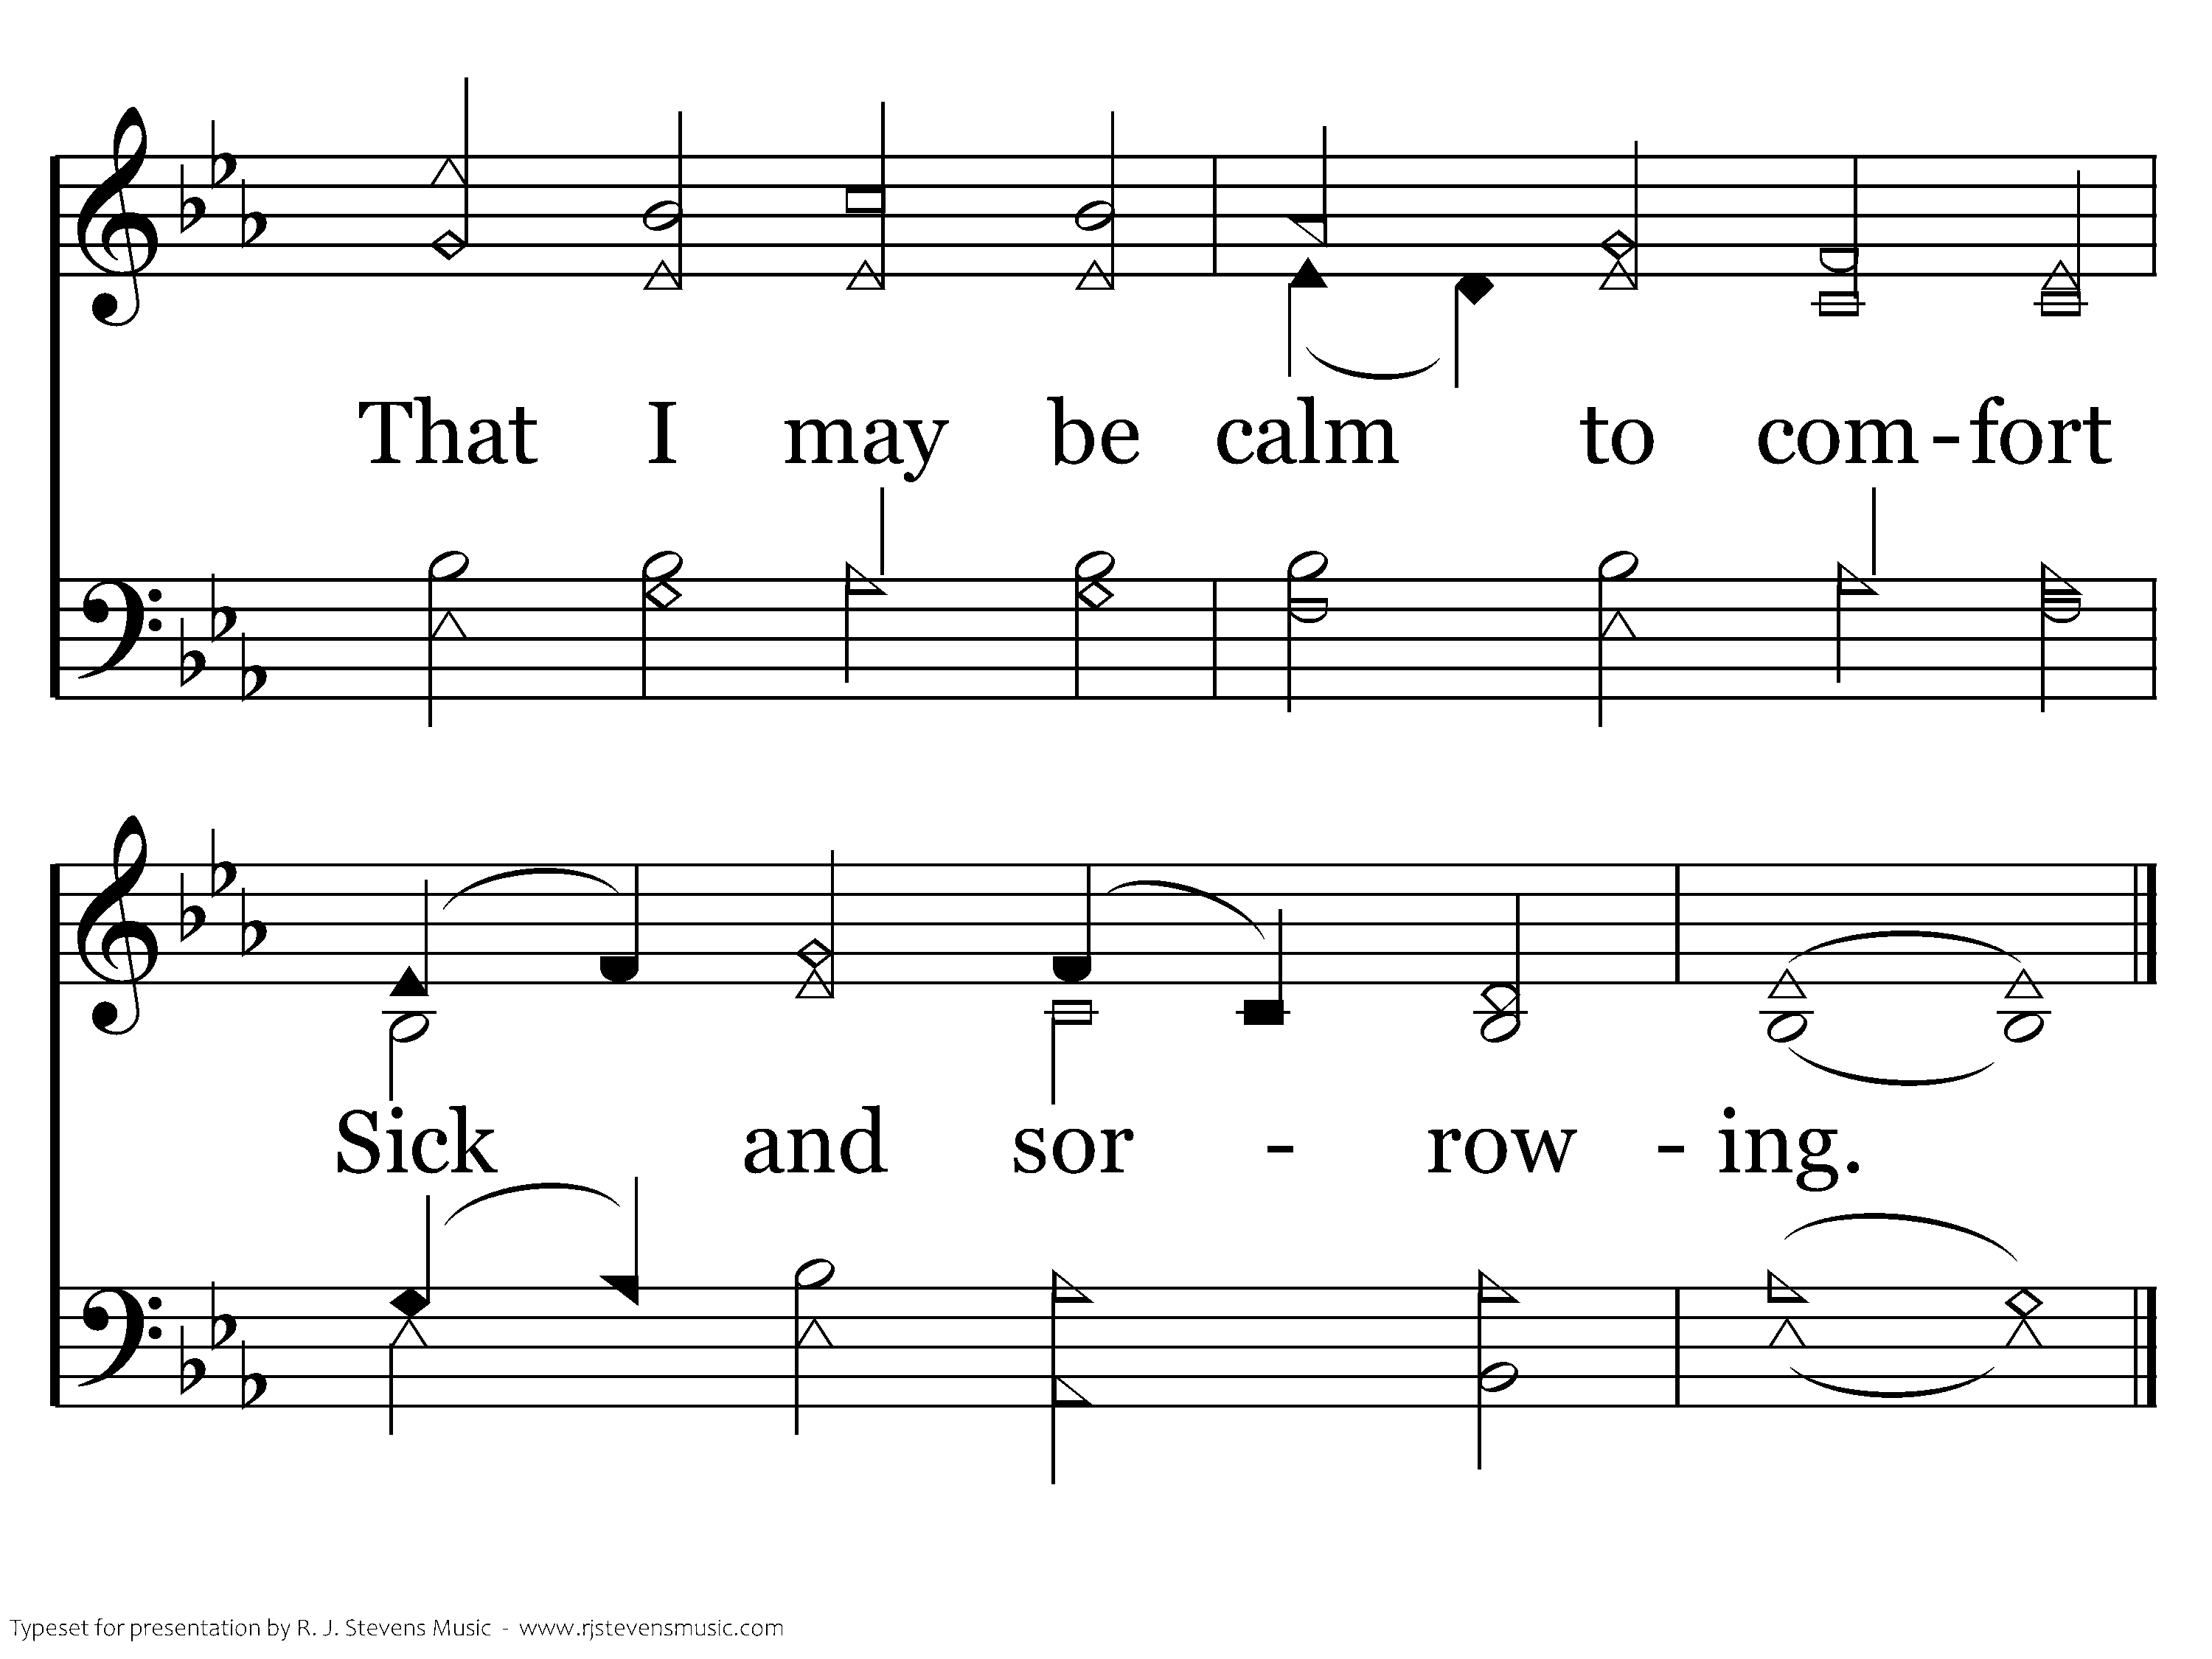 That I may be calm to com-fort
Sick and sor - row - ing.
Typeset for presentation by R. J. Stevens Music - www.rjstevensmusic.com